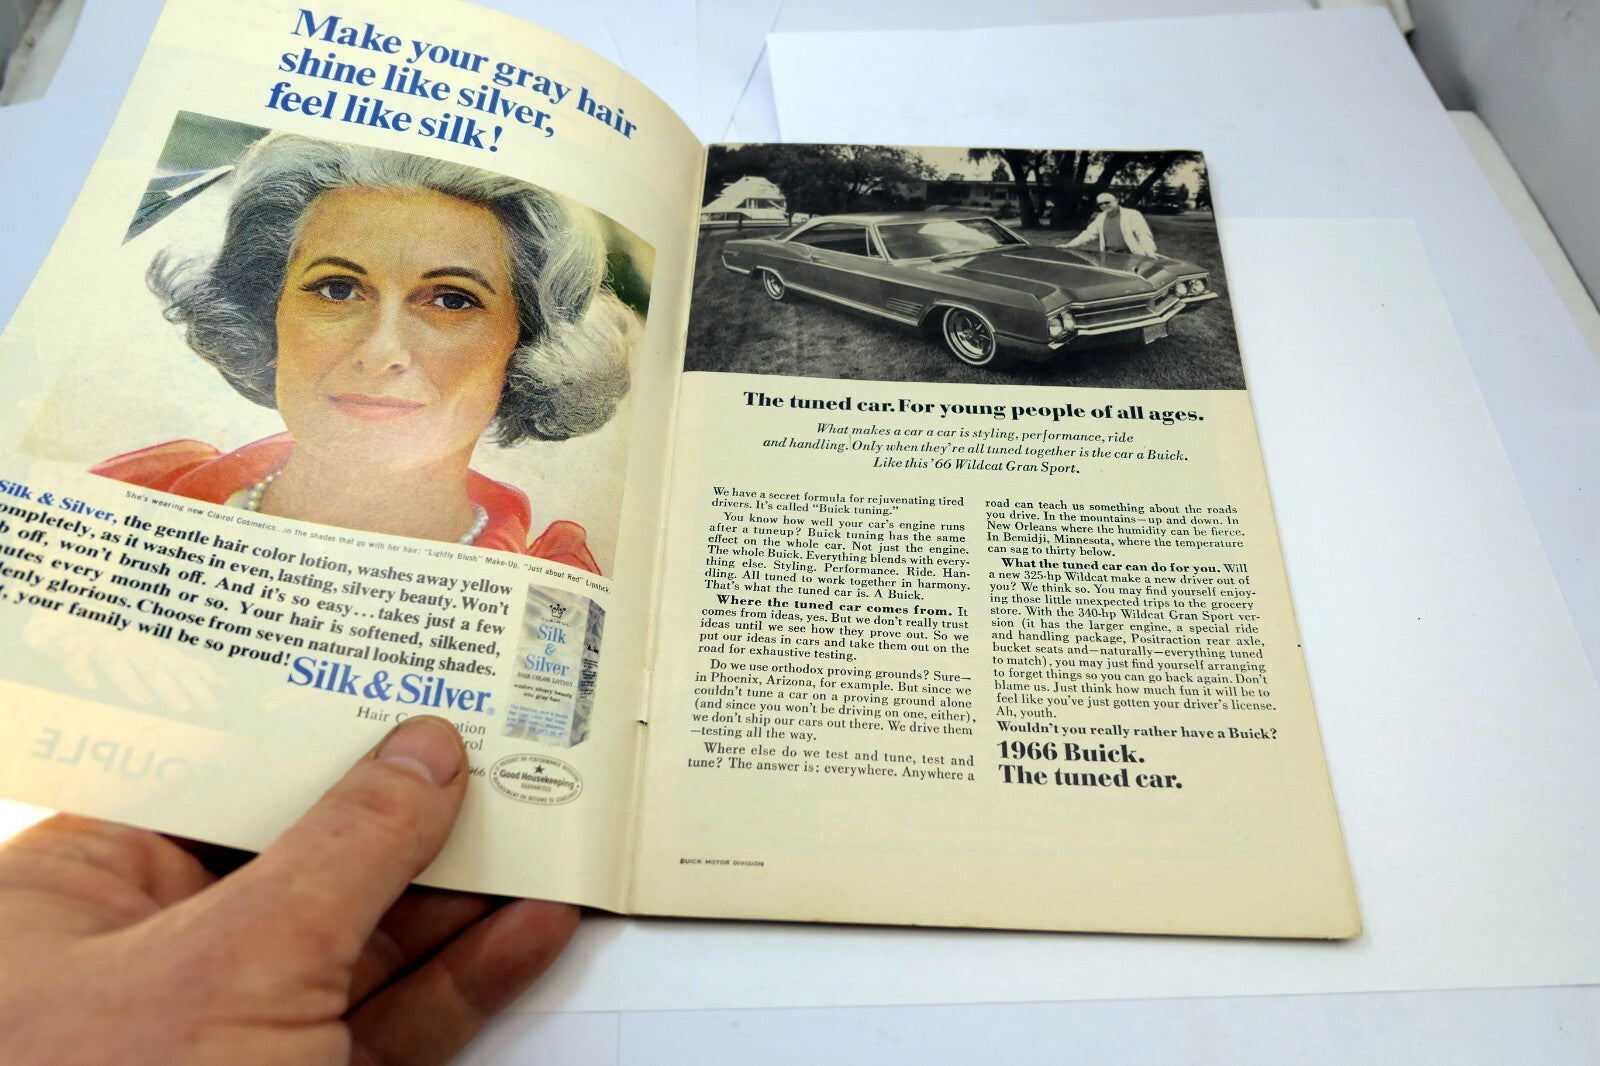 Make your gray hair
shine like silver,
feel like silk!
She's wearing new Clairol Cosmetics...in the shades that go with her hair: "Lightly Blush" Make-Up, "Just about Red" Lipstick.
Silk & Silver, the gentle hair color lotion, washes away yellow
ompletely, as it washes in even, lasting, silvery beauty. Won't
b off, won't brush off. And it's so easy...takes just a few
nutes every month or so. Your hair is softened, silkened,
denly glorious. Choose from seven natural looking shades.
, your family will be so proud!
Silk & Silver®
Hair C otion
rol
1966
CLAIROL
Silk
&
Silver
HAIR COLOR LOTION
washes silvery beauty
into gray hair
Good Housekeeping
GUARANTEES
REPLACEMENT OR REFUND TO CONSUMER
OUPLE
The tuned car. For young people of all ages.
What makes a car a car is styling, performance, ride
and handling. Only when they're all tuned together is the car a Buick.
Like this '66 Wildcat Gran Sport.
We have a secret formula for rejuvenating tired
drivers. It's called "Buick tuning."
You know how well your car's engine runs
after a tuneup? Buick tuning has the same
effect on the whole car. Not just the engine.
The whole Buick. Everything blends with every-
thing else. Styling. Performance. Ride. Han-
dling. All tuned to work together in harmony.
That's what the tuned car is. A Buick.
Where the tuned car comes from. It
comes from ideas, yes. But we don't really trust
ideas until we see how they prove out. So we
put our ideas in cars and take them out on the
road for exhaustive testing.
Do we use orthodox proving grounds? Sure—
in Phoenix, Arizona, for example. But since we
couldn't tune a car on a proving ground alone
(and since you won't be driving on one, either),
we don't ship our cars out there. We drive them
—testing all the way.
Where else do we test and tune, test and
tune? The answer is: everywhere. Anywhere a
road can teach us something about the roads
you drive. In the mountains—up and down. In
New Orleans where the humidity can be fierce.
In Bemidji, Minnesota, where the temperature
can sag to thirty below.
What the tuned car can do for you. Will
a new 325-hp Wildcat make a new driver out of
you? We think so. You may find yourself enjoy-
ing those little unexpected trips to the grocery
store. With the 340-hp Wildcat Gran Sport ver-
sion (it has the larger engine, a special ride
and handling package, Positraction rear axle,
bucket seats and—naturally—everything tuned
to match), you may just find yourself arranging
to forget things so you can go back again. Don't
blame us. Just think how much fun it will be to
feel like you've just gotten your driver's license.
Ah, youth.
Wouldn't you really rather have a Buick?
1966 Buick.
The tuned car.
BUICK MOTOR DIVISION